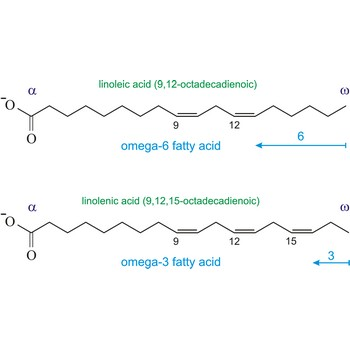 α
linoleic acid (9,12-octadecadienoic)
ω
⁻O
O
9
12
6
omega-6 fatty acid
linolenic acid (9,12,15-octadecadienoic)
α
ω
⁻O
O
9
12
15
3
omega-3 fatty acid